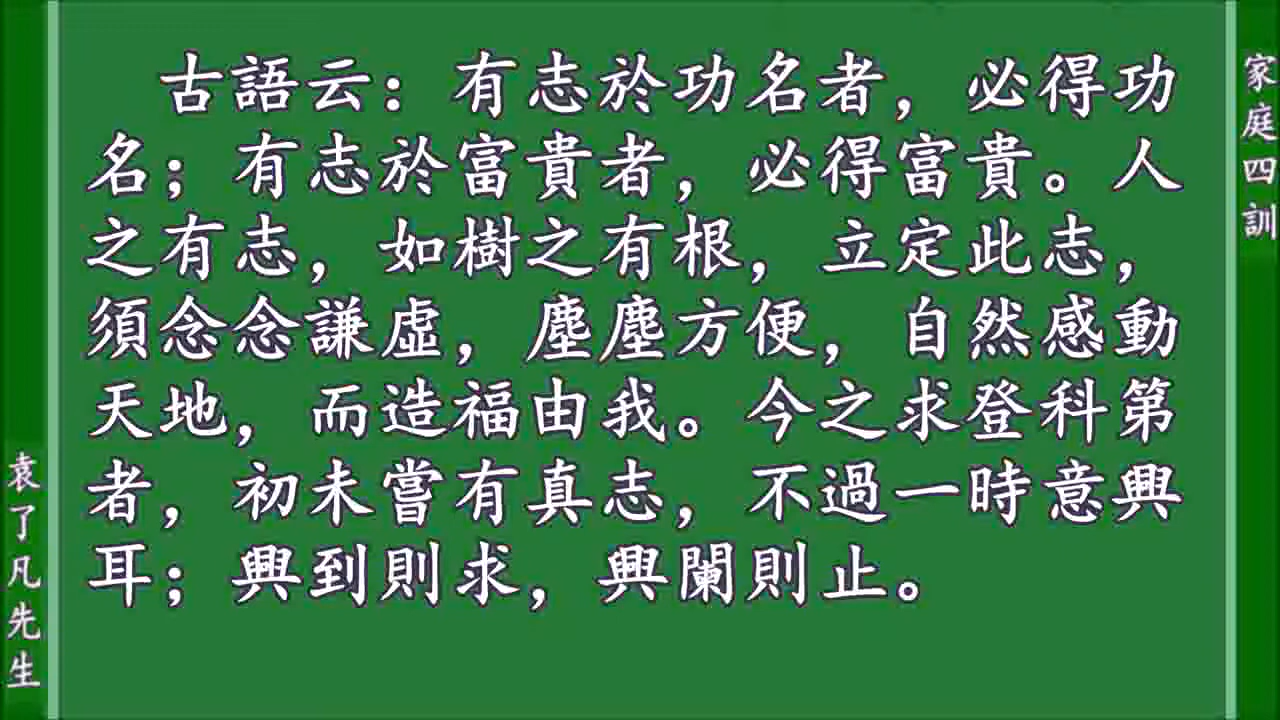 家庭四訓
古語云：有志於功名者，必得功
名；有志於富貴者，必得富貴。人
之有志，如樹之有根，立定此志，
須念念謙虛，塵塵方便，自然感動
天地，而造福由我。今之求登科第
者，初未嘗有真志，不過一時意興
耳；興到則求，興闌則止。
袁了凡先生